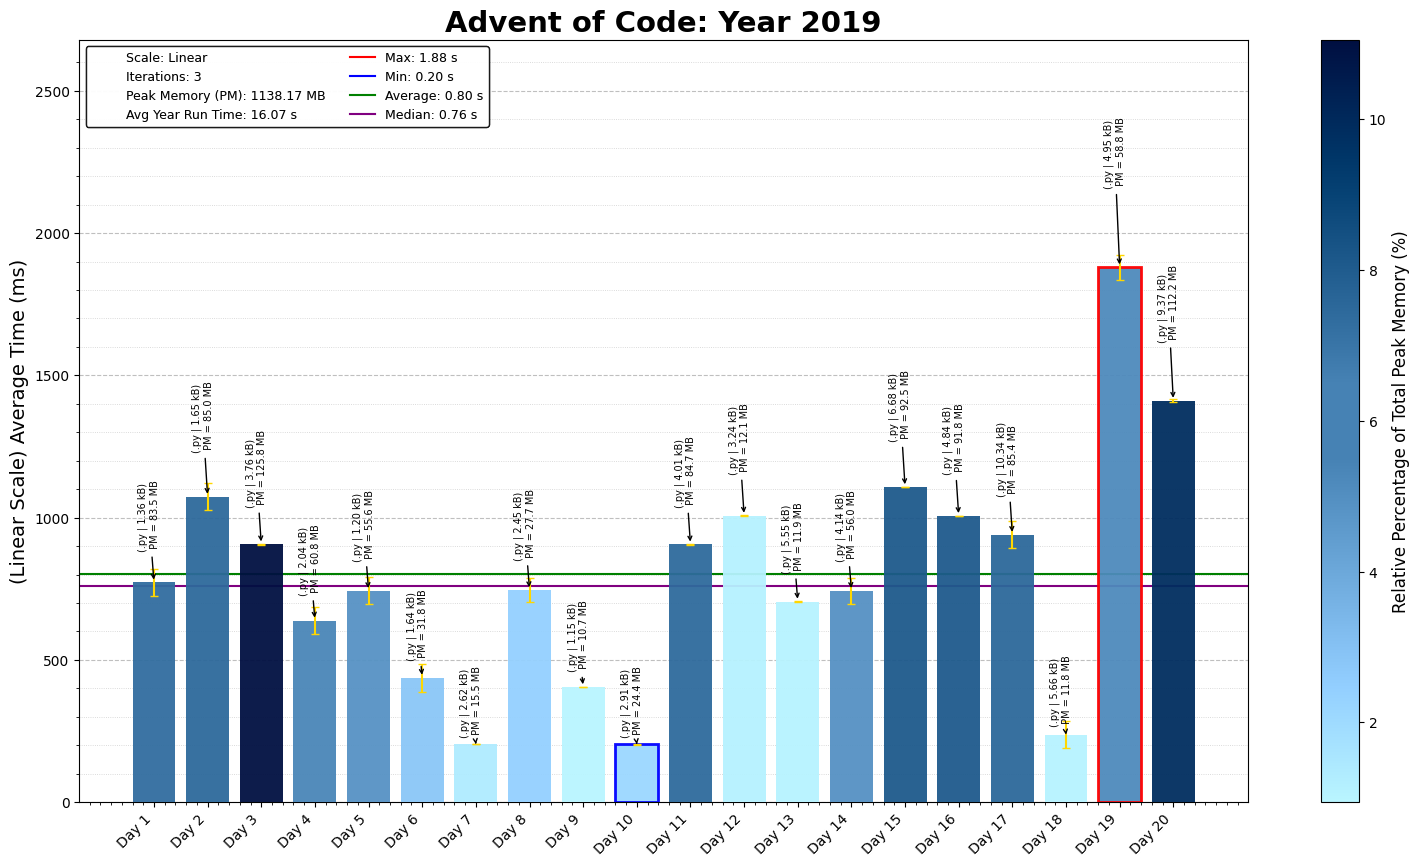 Advent of Code: Year 2019
Scale: Linear
Iterations: 3
Peak Memory (PM): 1138.17 MB
Avg Year Run Time: 16.07 s
Max: 1.88 s
Min: 0.20 s
Average: 0.80 s
Median: 0.76 s
(Linear Scale) Average Time (ms)
2500
2000
1500
1000
500
0
(.py | 1.36 kB)
PM = 83.5 MB
(.py | 1.65 kB)
PM = 85.0 MB
(.py | 3.76 kB)
PM = 125.8 MB
(.py | 2.04 kB)
PM = 60.8 MB
(.py | 1.20 kB)
PM = 55.6 MB
(.py | 1.64 kB)
PM = 31.8 MB
(.py | 2.62 kB)
PM = 15.5 MB
(.py | 2.45 kB)
PM = 27.7 MB
(.py | 1.15 kB)
PM = 10.7 MB
(.py | 2.91 kB)
PM = 24.4 MB
(.py | 4.01 kB)
PM = 84.7 MB
(.py | 3.24 kB)
PM = 12.1 MB
(.py | 5.55 kB)
PM = 11.9 MB
(.py | 4.14 kB)
PM = 56.0 MB
(.py | 6.68 kB)
PM = 92.5 MB
(.py | 4.84 kB)
PM = 91.8 MB
(.py | 10.34 kB)
PM = 85.4 MB
(.py | 5.66 kB)
PM = 11.8 MB
(.py | 4.95 kB)
PM = 58.8 MB
(.py | 9.37 kB)
PM = 112.2 MB
Day 1
Day 2
Day 3
Day 4
Day 5
Day 6
Day 7
Day 8
Day 9
Day 10
Day 11
Day 12
Day 13
Day 14
Day 15
Day 16
Day 17
Day 18
Day 19
Day 20
10
8
6
4
2
Relative Percentage of Total Peak Memory (%)